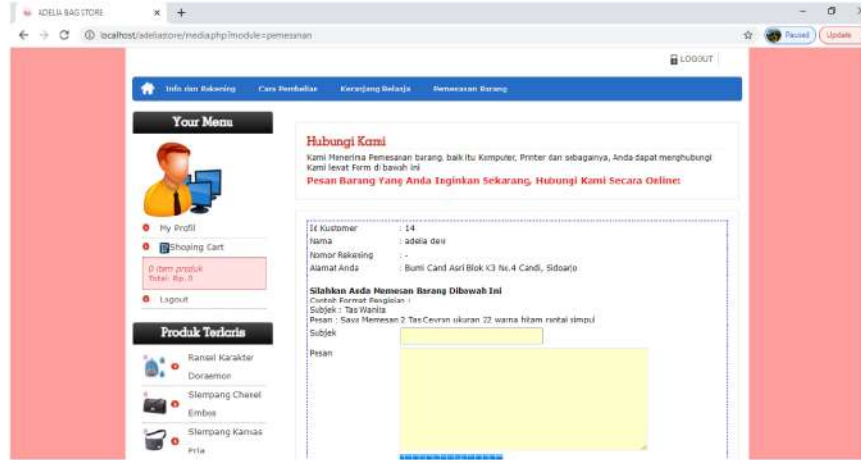 ADELIA BAG STORE
localhost/adeliastore/media.php?module=pemesanan
Paused
Update
LOGOUT
Info dan Rekening Cara Pembelian Keranjang Belanja Pemesanan Barang
Your Menu
My Profil
Shoping Cart
0 item produk
Total: Rp. 0
Logout
Produk Terlaris
Ransel Karakter
Doraemon
Slempang Chanel
Embos
Slempang Kanvas
Pria
Hubungi Kami
Kami Menerima Pemesanan barang, baik itu Komputer, Printer dan sebagainya, Anda dapat menghubungi
Kami lewat Form di bawah ini
Pesan Barang Yang Anda Inginkan Sekarang, Hubungi Kami Secara Online:
Id Kustomer : 14
Nama : adelia dewi
Nomor Rekening : -
Alamat Anda : Bumi Candi Asri Blok K3 No.4 Candi, Sidoarjo
Silahkan Anda Memesan Barang Dibawah Ini
Contoh Format Pengisian :
Subjek : Tas Wanita
Pesan : Saya Memesan 2 Tas ukuran 22 warna hitam rantai simpul
Subjek
Pesan